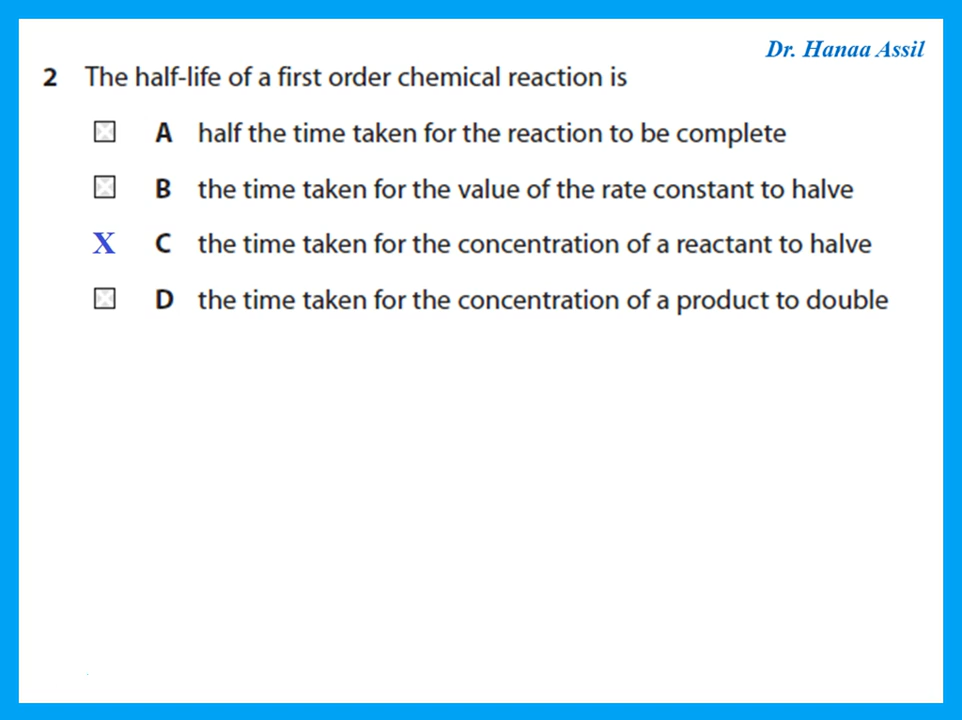 Dr. Hanaa Assil
2 The half-life of a first order chemical reaction is
A half the time taken for the reaction to be complete
B the time taken for the value of the rate constant to halve
X C the time taken for the concentration of a reactant to halve
D the time taken for the concentration of a product to double